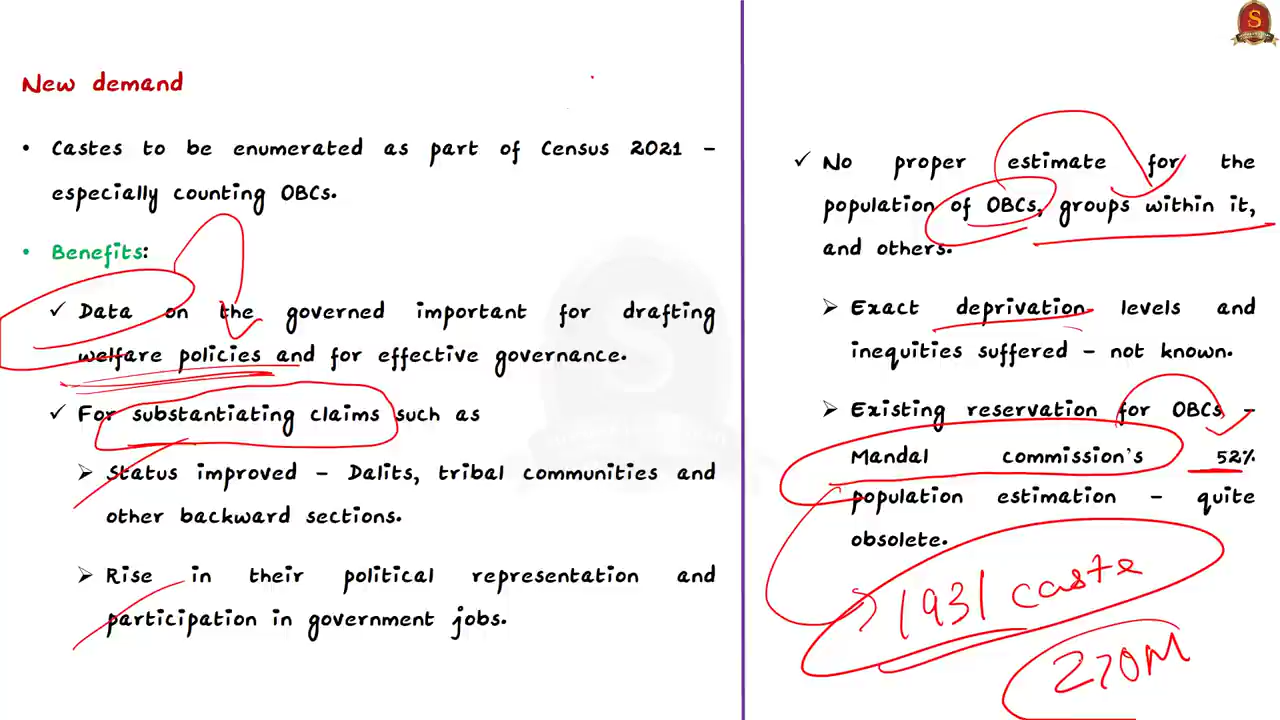 New demand
• Castes to be enumerated as part of Census 2021 –
especially counting OBCs.
• Benefits:
✓ Data on the governed important for drafting
welfare policies and for effective governance.
✓ For substantiating claims such as
➢ Status improved – Dalits, tribal communities and
other backward sections.
➢ Rise in their political representation and
participation in government jobs.
✓ No proper estimate for the
population of OBCs, groups within it,
and others.
➢ Exact deprivation levels and
inequities suffered – not known.
➢ Existing reservation for OBCs –
Mandal commission's 52%
population estimation – quite
obsolete.
1931 caste
270M
S